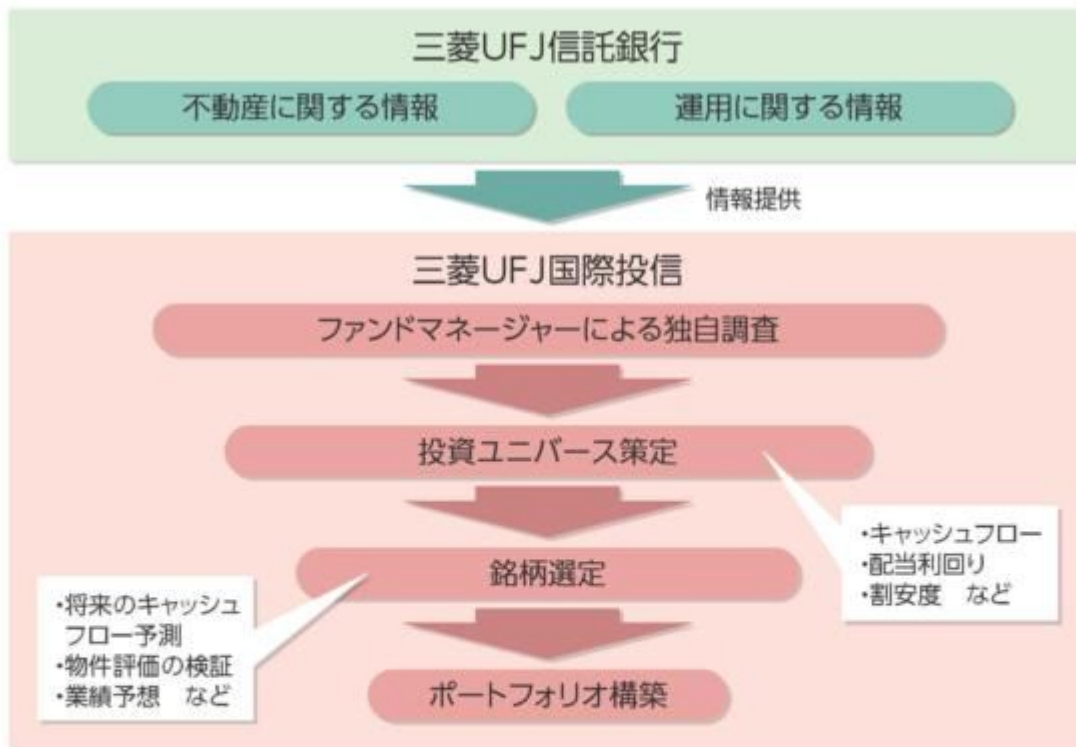 三菱UFJ信託銀行
不動産に関する情報
運用に関する情報
情報提供
三菱UFJ国際投信
ファンドマネージャーによる独自調査
投資ユニバース策定
・キャッシュフロー
・配当利回り
・割安度　など
銘柄選定
・将来のキャッシュ
フロー予測
・物件評価の検証
・業績予想　など
ポートフォリオ構築